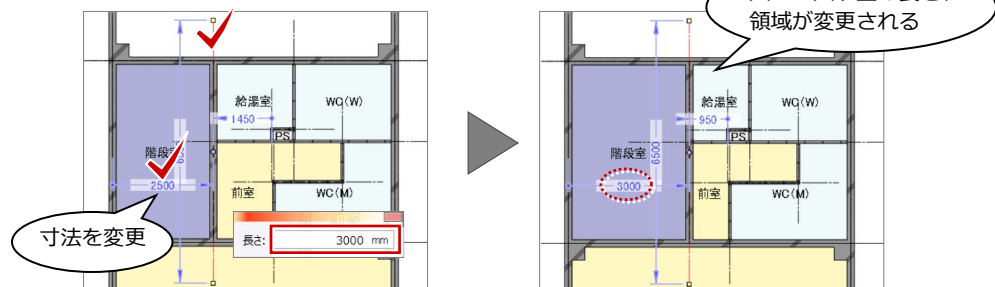 給湯室
WC(W)
1450
PS
階段室
2500
前室
WC(M)
長さ:
3000 mm
寸法を変更
領域が変更される
給湯室
WC(W)
950
PS
階段室
6500
3000
前室
WC(M)